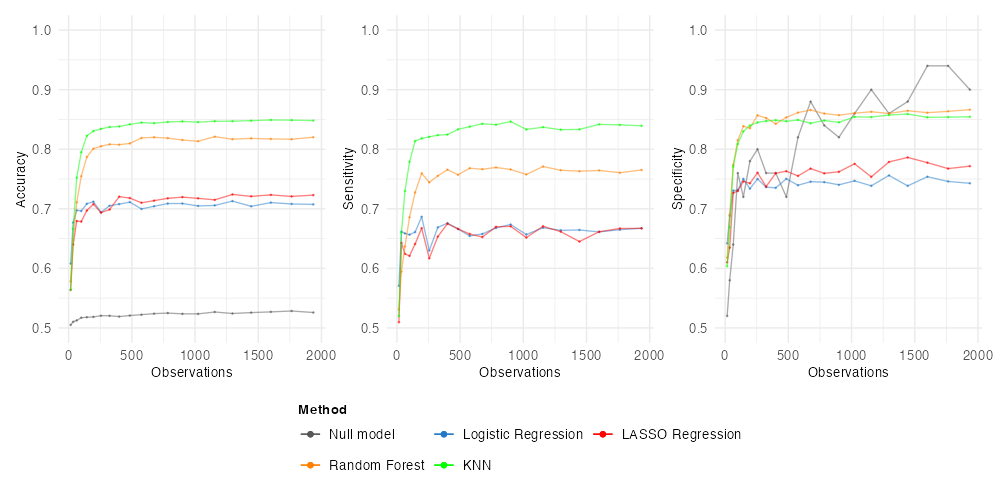 Accuracy
1.0
0.9
0.8
0.7
0.6
0.5
0 500 1000 1500 2000
Observations
Sensitivity
1.0
0.9
0.8
0.7
0.6
0.5
0 500 1000 1500 2000
Observations
Specificity
1.0
0.9
0.8
0.7
0.6
0.5
0 500 1000 1500 2000
Observations
Method
Null model Logistic Regression LASSO Regression
Random Forest KNN